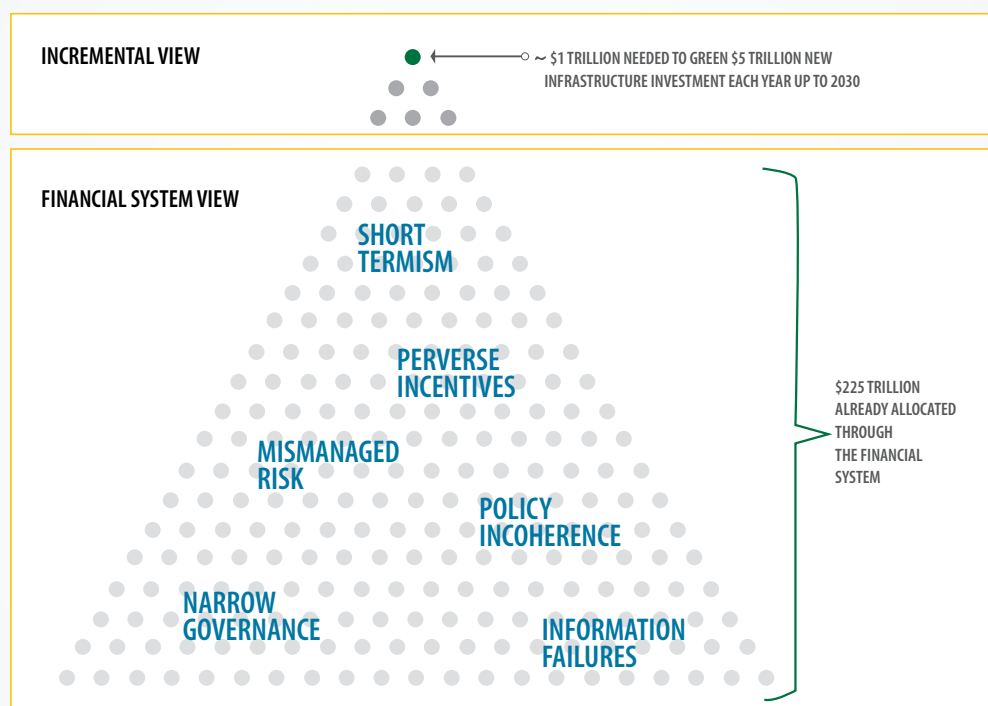 INCREMENTAL VIEW
~ $1 TRILLION NEEDED TO GREEN $5 TRILLION NEW
INFRASTRUCTURE INVESTMENT EACH YEAR UP TO 2030
FINANCIAL SYSTEM VIEW
SHORT
TERMISM
PERVERSE
INCENTIVES
MISMANAGED
RISK
POLICY
INCOHERENCE
NARROW
GOVERNANCE
INFORMATION
FAILURES
$225 TRILLION
ALREADY ALLOCATED
THROUGH
THE FINANCIAL
SYSTEM